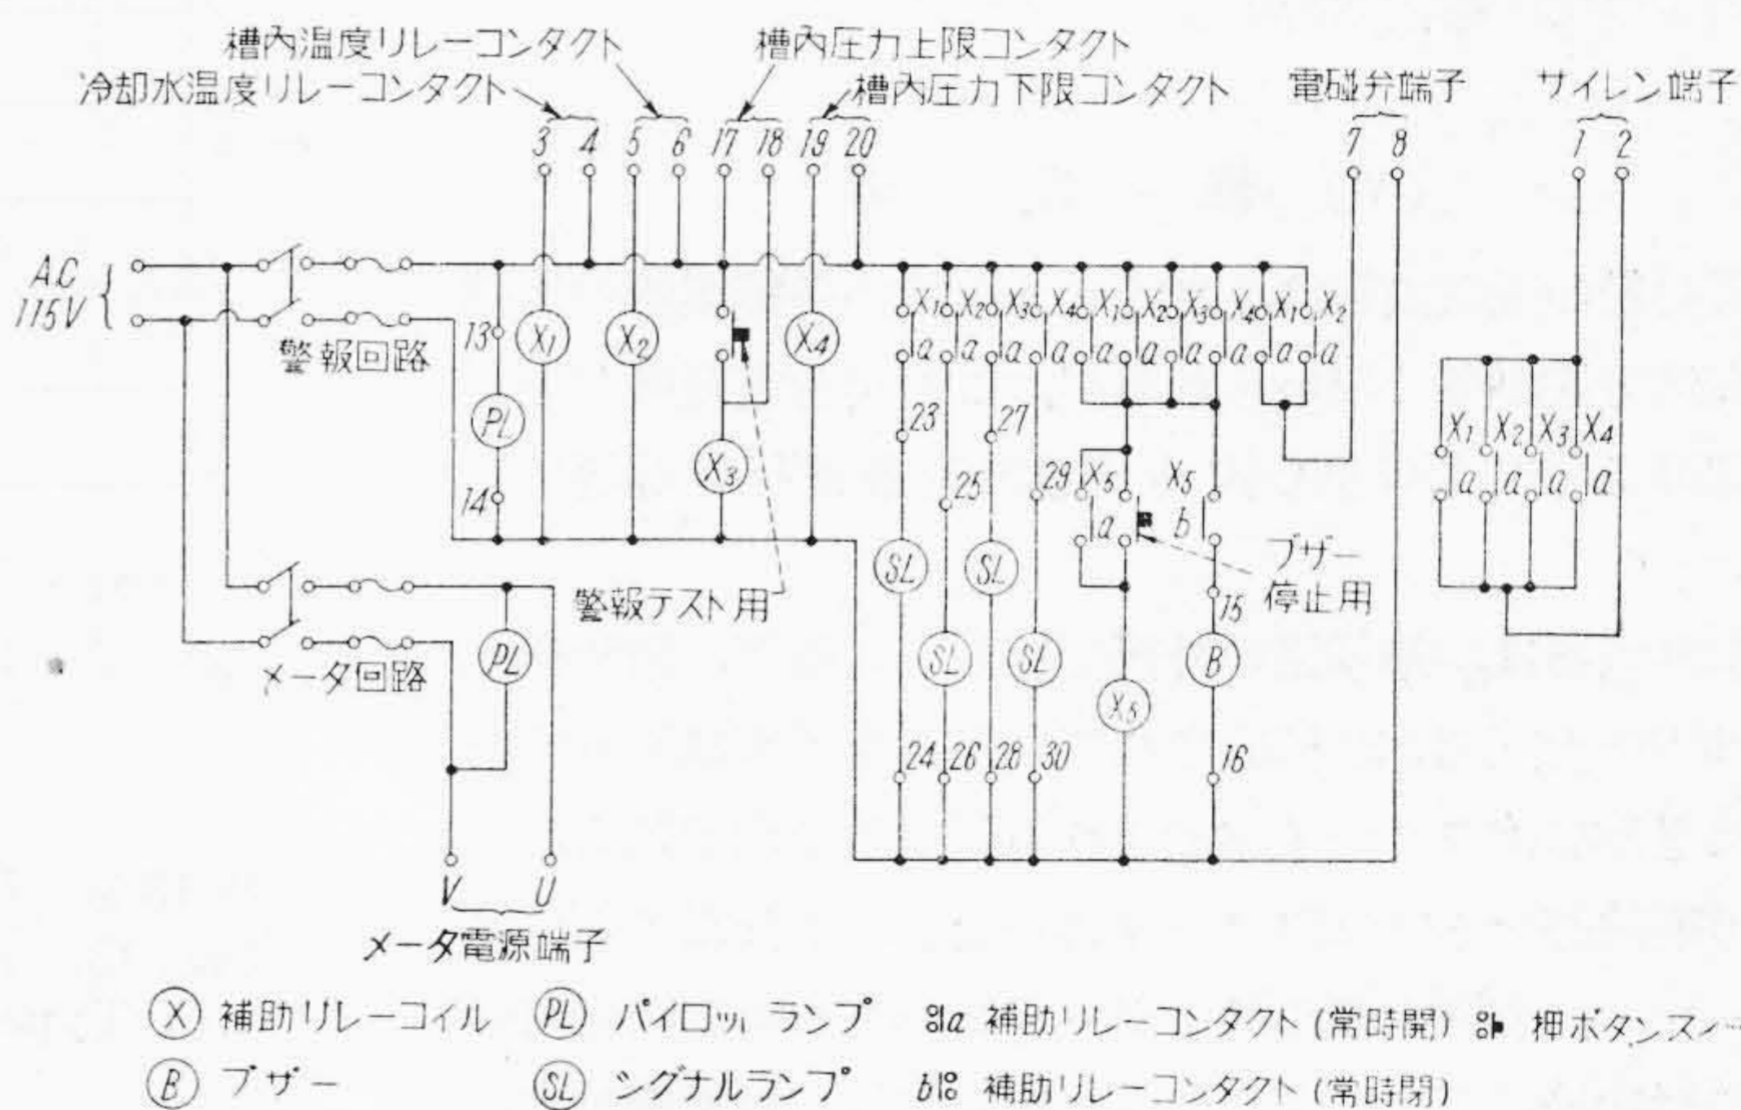 槽內温度リレーコンタクト 槽內圧力上限コンタクト
冷却水温度リレーコンタクト 槽內圧力下限コンタクト 電磁弁端子 サイレン端子
3 4 5 6 17 18 19 20 7 8 1 2
A.C
115V
警報回路
13 X1 X2 X4
X1 X2 X3 X4 X1 X2 X3 X4 X1 X2
a a a a a a a a a a
PL
14
X3
23 27
25 29
X5 X5
a b
X1 X2 X3 X4
a a a a
SL SL
ブザー
停止用
警報テスト用
15
PL
メータ回路
SL SL B
X5
24 26 28 30 16
V U
メータ電源端子
X 補助リレーコイル PL パイロット ランプ a 補助リレーコンタクト (常時開) 押ボタンス
B ブザー SL シグナルランプ b 補助リレーコンタクト (常時閉)